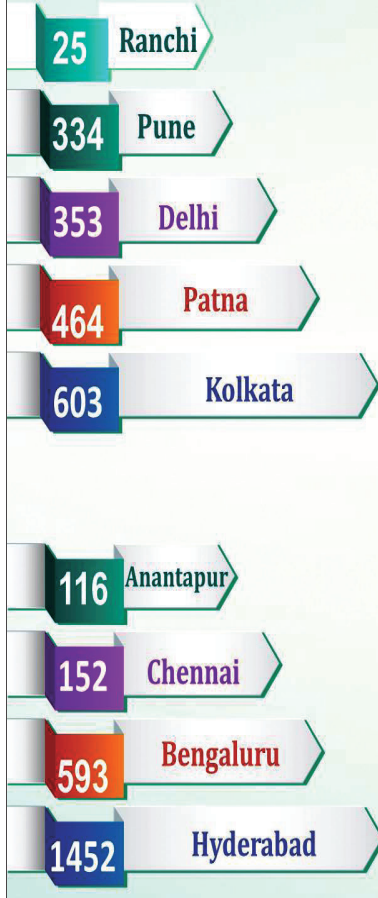 25 Ranchi
334 Pune
353 Delhi
464 Patna
603 Kolkata
116 Anantapur
152 Chennai
593 Bengaluru
1452 Hyderabad